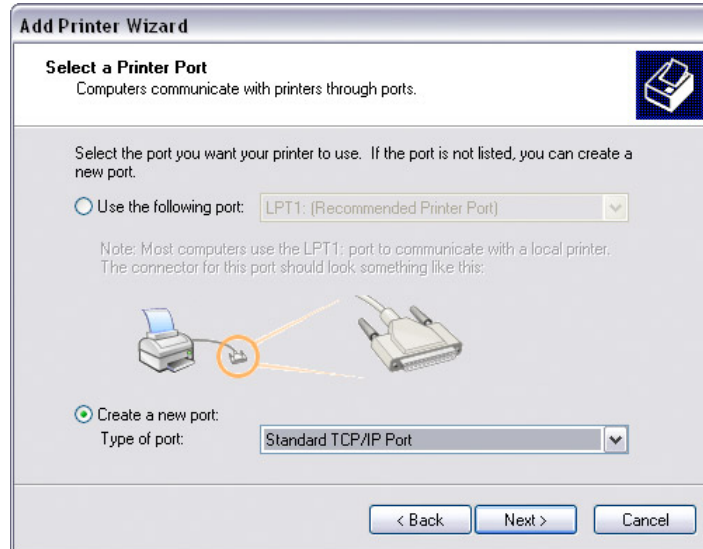 Add Printer Wizard
Select a Printer Port
Computers communicate with printers through ports.
Select the port you want your printer to use. If the port is not listed, you can create a
new port.
Use the following port:
LPT1: (Recommended Printer Port)
Note: Most computers use the LPT1: port to communicate with a local printer.
The connector for this port should look something like this:
Create a new port:
Type of port:
Standard TCP/IP Port
< Back
Next >
Cancel